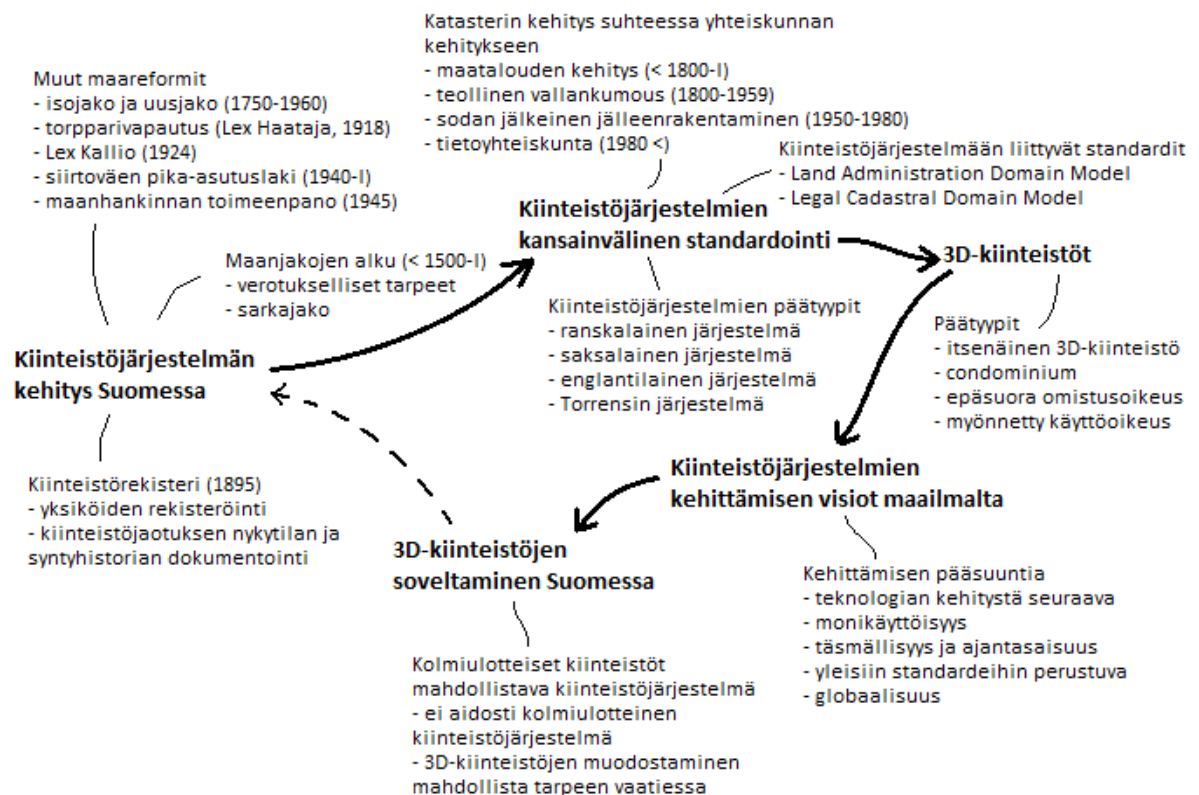 Katasterin kehitys suhteessa yhteiskunnan
kehitykseen
- maatalouden kehitys (< 1800-l)
- teollinen vallankumous (1800-1959)
- sodan jälkeinen jälleenrakentaminen (1950-1980)
- tietoyhteiskunta (1980 <)
Muut maareformit
- isojako ja uusjako (1750-1960)
- torpparivapautus (Lex Haataja, 1918)
- Lex Kallio (1924)
- siirtoväen pika-asutuslaki (1940-l)
- maanhankinnan toimeenpano (1945)
Kiinteistöjärjestelmään liittyvät standardit
- Land Administration Domain Model
- Legal Cadastral Domain Model
Kiinteistöjärjestelmien
kansainvälinen standardointi
3D-kiinteistöt
Maanjakojen alku (< 1500-l)
- verotukselliset tarpeet
- sarkajako
Kiinteistöjärjestelmien päätyypit
- ranskalainen järjestelmä
- saksalainen järjestelmä
- englantilainen järjestelmä
- Torrensin järjestelmä
Päätyypit
- itsenäinen 3D-kiinteistö
- condominium
- epäsuora omistusoikeus
- myönnetty käyttöoikeus
Kiinteistöjärjestelmän
kehitys Suomessa
Kiinteistörekisteri (1895)
- yksiköiden rekisteröinti
- kiinteistöjaotuksen nykytilan ja
syntyhistorian dokumentointi
Kiinteistöjärjestelmien
kehittämisen visiot maailmalta
3D-kiinteistöjen
soveltaminen Suomessa
Kehittämisen pääsuuntia
- teknologian kehitystä seuraava
- monikäyttöisyys
- täsmällisyys ja ajantasaisuus
- yleisiin standardeihin perustuva
- globaalisuus
Kolmiulotteiset kiinteistöt
mahdollistava kiinteistöjärjestelmä
- ei aidosti kolmiulotteinen
kiinteistöjärjestelmä
- 3D-kiinteistöjen muodostaminen
mahdollista tarpeen vaatiessa